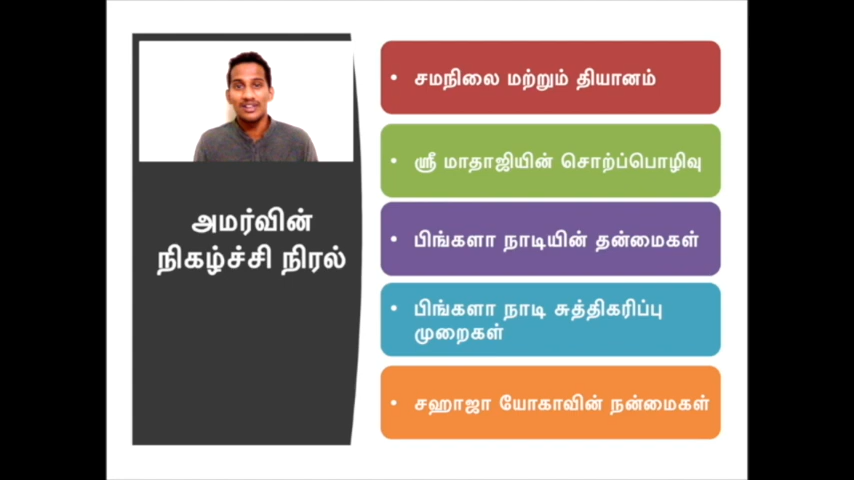 அமர்வின்
நிகழ்ச்சி நிரல்
• சமநிலை மற்றும் தியானம்
• ஸ்ரீ மாதாஜியின் சொற்ப்பொழிவு
• பிங்களா நாடியின் தன்மைகள்
• பிங்களா நாடி சுத்திகரிப்பு
முறைகள்
• சஹாஜா யோகாவின் நன்மைகள்